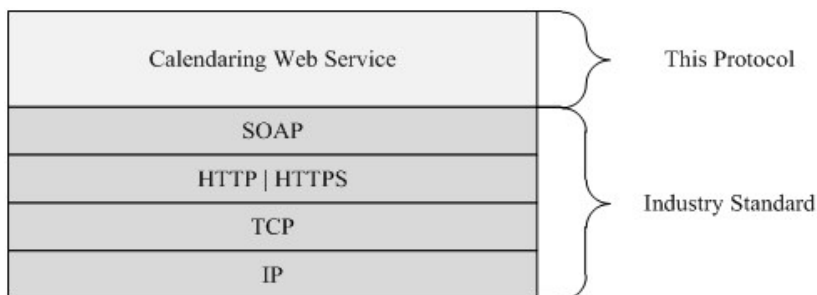 Calendaring Web Service
This Protocol
SOAP
HTTP | HTTPS
TCP
IP
Industry Standard